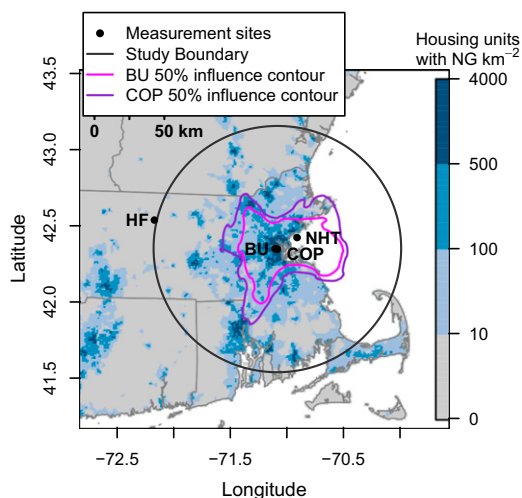 Measurement sites
Study Boundary
BU 50% influence contour
COP 50% influence contour
0 50 km
Housing units
with NG km−2
4000
500
100
10
0
43.5
43.0
42.5
42.0
41.5
Latitude
HF
NHT
BU
COP
−72.5 −71.5 −70.5
Longitude